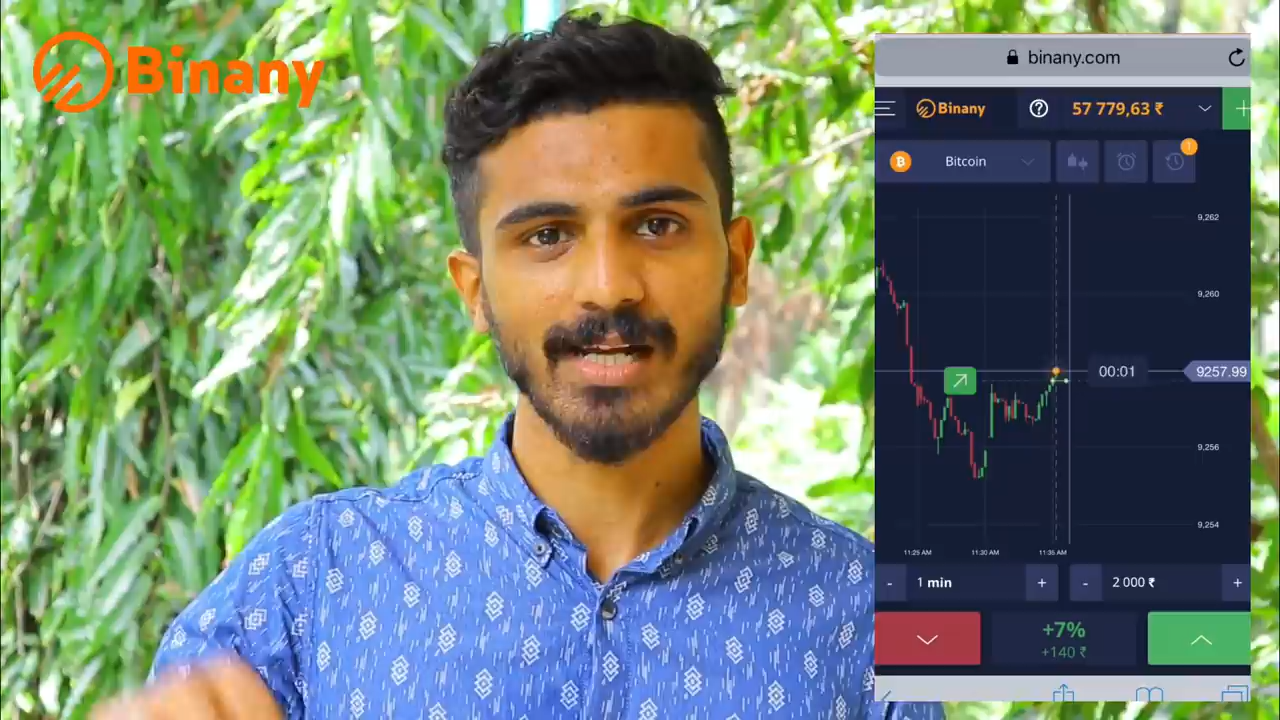 Binany
binany.com
Binany
? 57 779,63 ₹ +
Bitcoin
1
9,262
9,260
00:01
9257.99
9,256
9,254
11:25 AM 11:30 AM 11:35 AM
- 1 min + - 2 000 ₹ +
+7%
+140 ₹